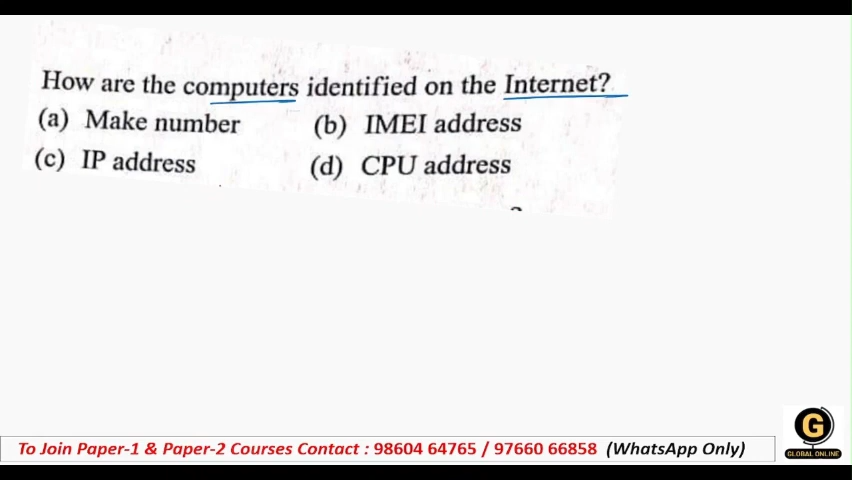 How are the computers identified on the Internet?
(a) Make number (b) IMEI address
(c) IP address (d) CPU address
To Join Paper-1 & Paper-2 Courses Contact : 98604 64765 / 97660 66858 (WhatsApp Only)
G
GLOBAL ONLINE